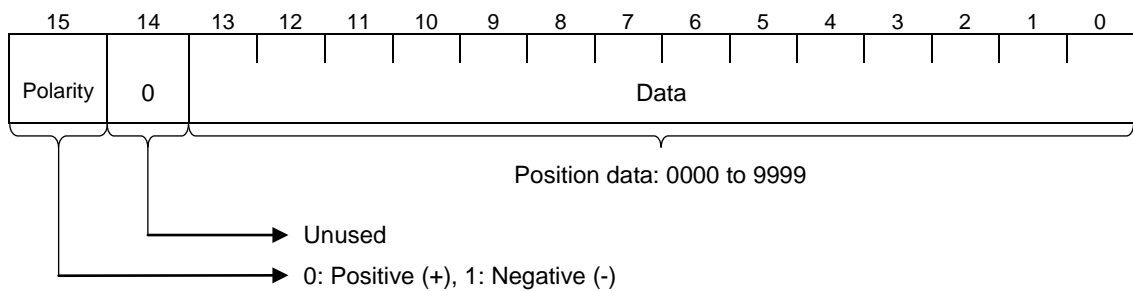 15 14 13 12 11 10 9 8 7 6 5 4 3 2 1 0
Polarity 0 Data
Position data: 0000 to 9999
Unused
0: Positive (+), 1: Negative (-)